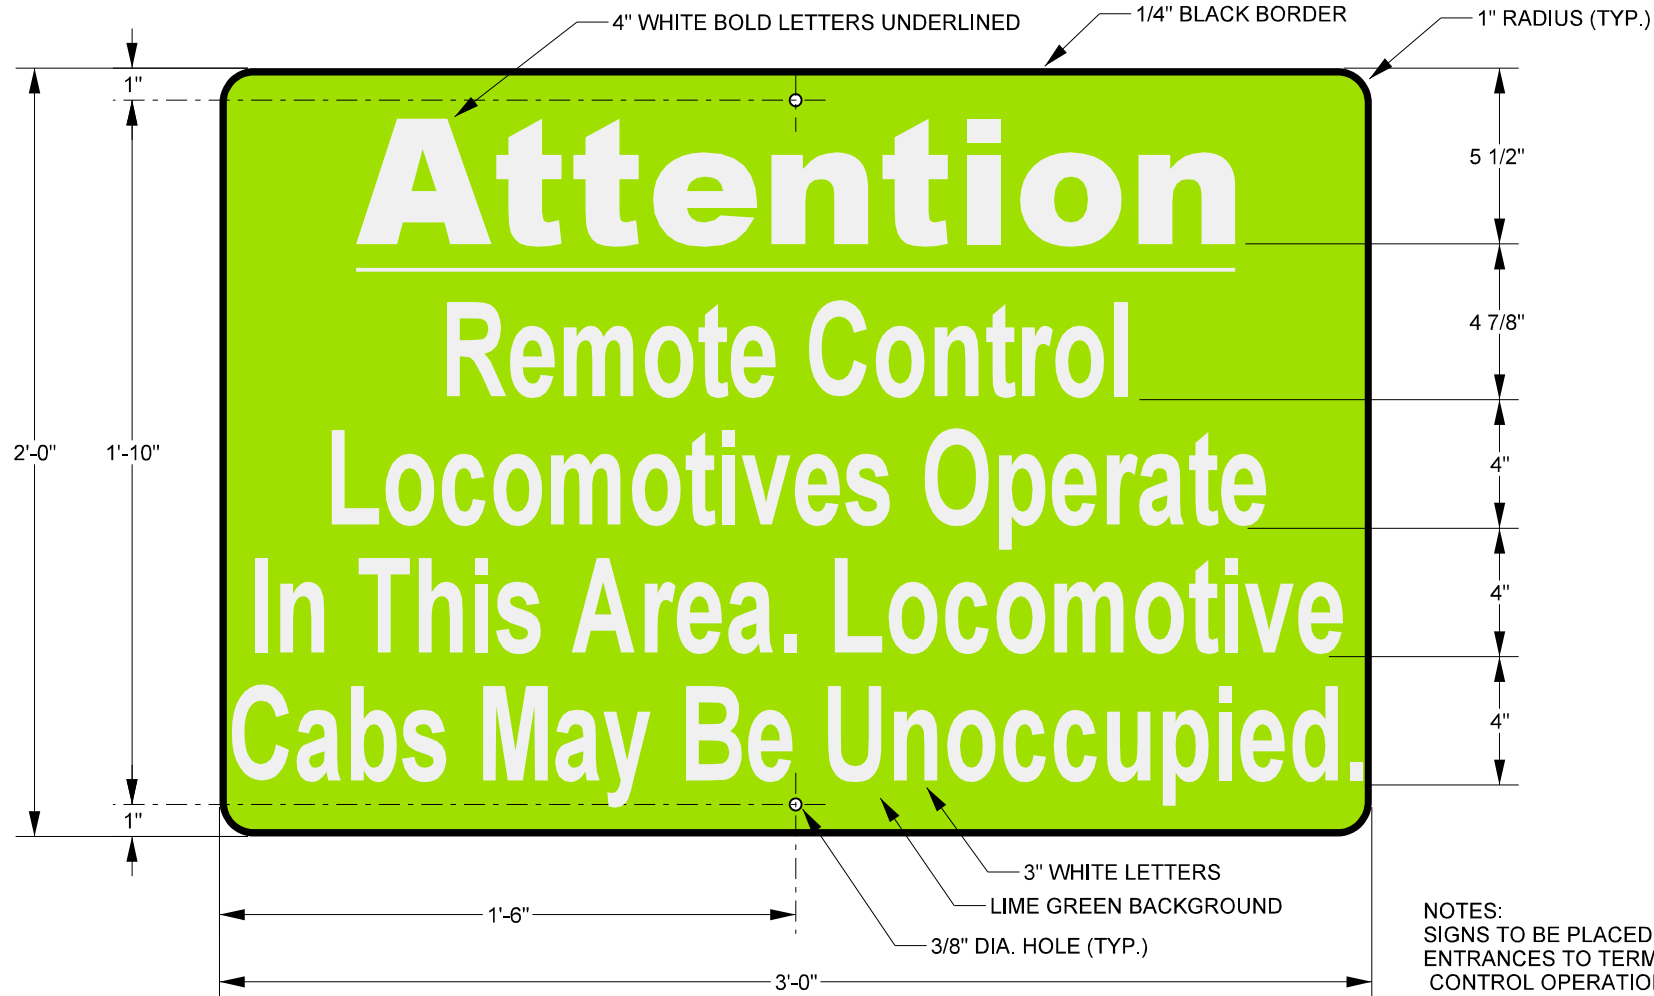 4" WHITE BOLD LETTERS UNDERLINED
1/4" BLACK BORDER
1" RADIUS (TYP.)
1"
5 1/2"
Attention
4 7/8"
Remote Control
2'-0"
1'-10"
4"
Locomotives Operate
4"
In This Area. Locomotive
4"
Cabs May Be Unoccupied.
1"
3" WHITE LETTERS
LIME GREEN BACKGROUND
1'-6"
3/8" DIA. HOLE (TYP.)
3'-0"
NOTES:
SIGNS TO BE PLACED
ENTRANCES TO
CONTROL